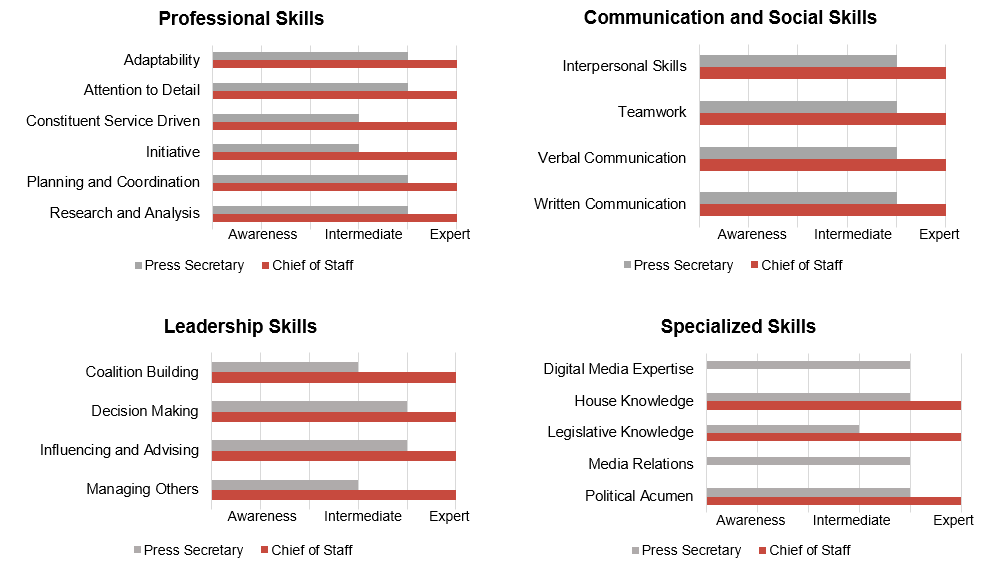 Professional Skills
Adaptability
Attention to Detail
Constituent Service Driven
Initiative
Planning and Coordination
Research and Analysis
Awareness Intermediate Expert
Press Secretary Chief of Staff
Communication and Social Skills
Interpersonal Skills
Teamwork
Verbal Communication
Written Communication
Awareness Intermediate Expert
Press Secretary Chief of Staff
Leadership Skills
Coalition Building
Decision Making
Influencing and Advising
Managing Others
Awareness Intermediate Expert
Press Secretary Chief of Staff
Specialized Skills
Digital Media Expertise
House Knowledge
Legislative Knowledge
Media Relations
Political Acumen
Awareness Intermediate Expert
Press Secretary Chief of Staff